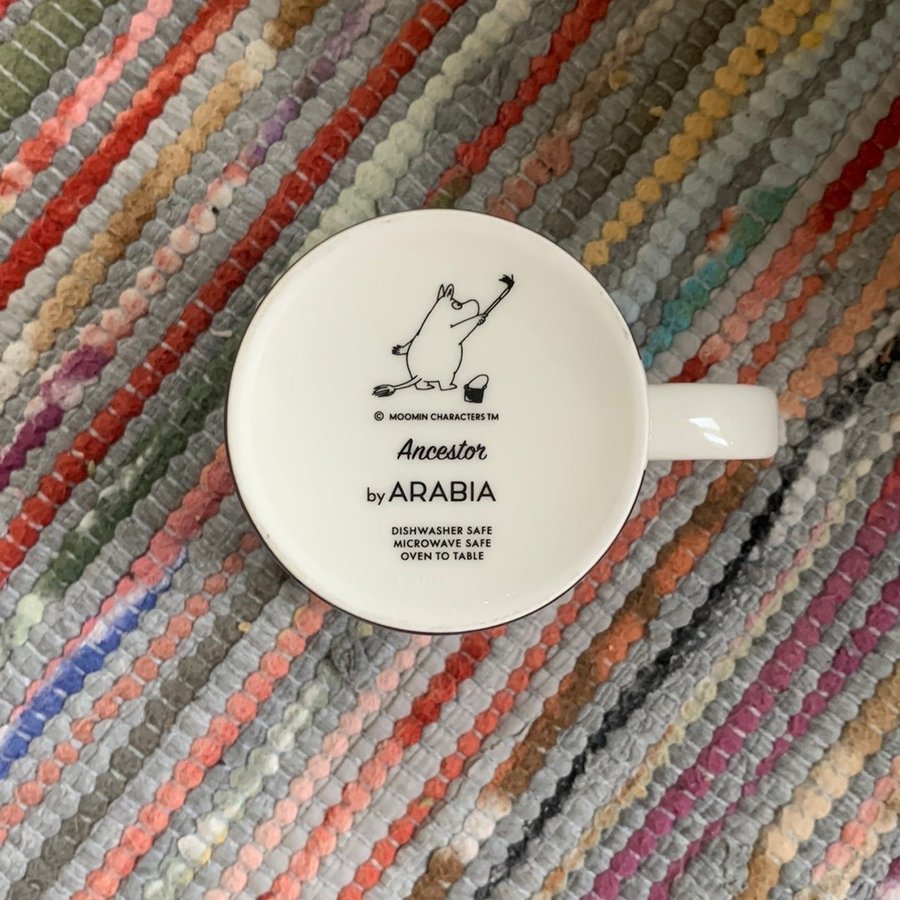 © MOOMIN CHARACTERS TM
Ancestor
by ARABIA
DISHWASHER SAFE
MICROWAVE SAFE
OVEN TO TABLE